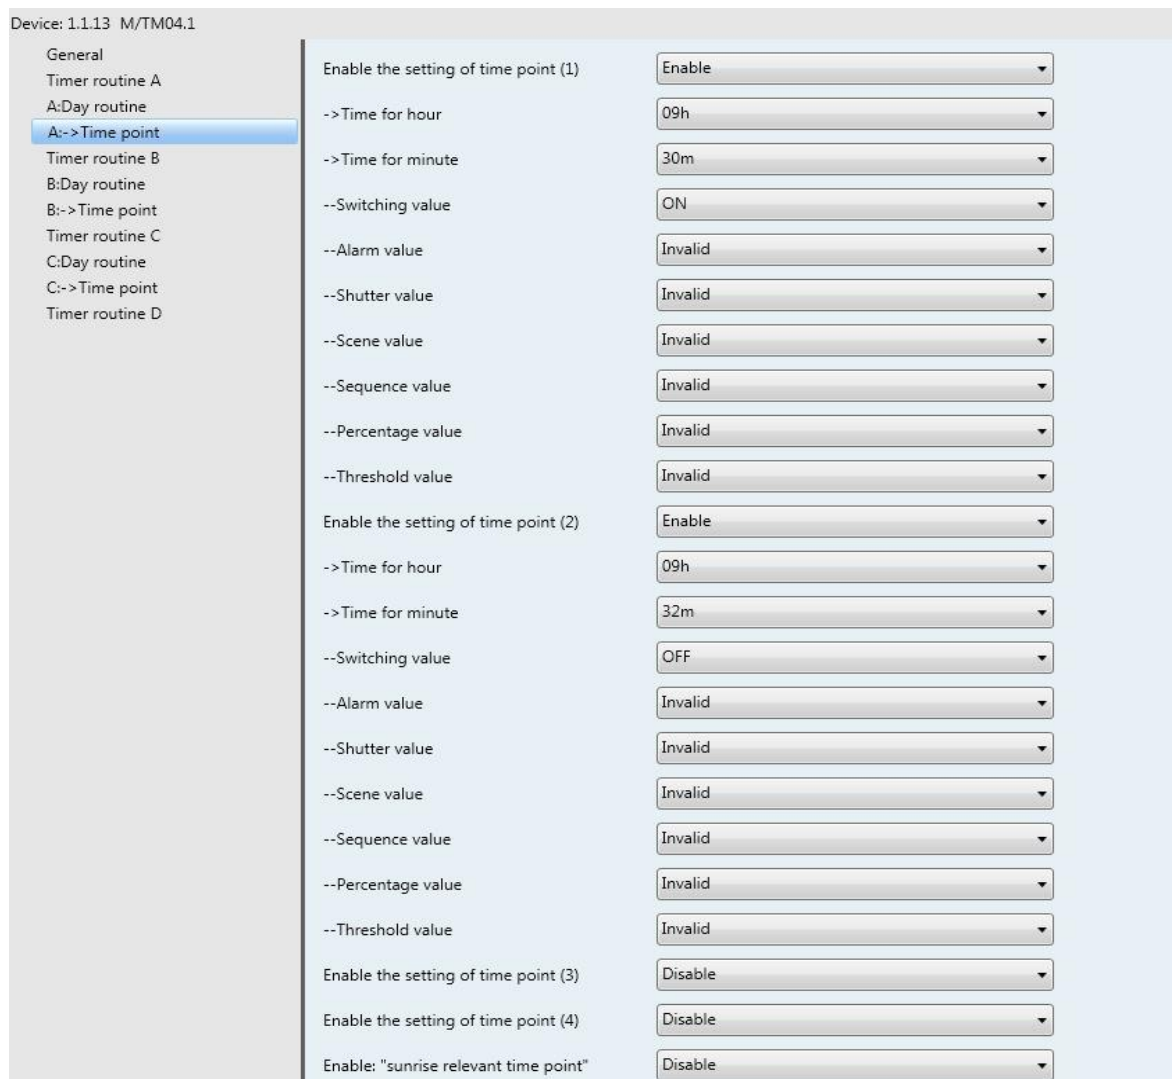 Device: 1.1.13 M/TM04.1
General
Timer routine A
A:Day routine
A:->Time point
Timer routine B
B:Day routine
B:->Time point
Timer routine C
C:Day routine
C:->Time point
Timer routine D
Enable the setting of time point (1) Enable
->Time for hour 09h
->Time for minute 30m
--Switching value ON
--Alarm value Invalid
--Shutter value Invalid
--Scene value Invalid
--Sequence value Invalid
--Percentage value Invalid
--Threshold value Invalid
Enable the setting of time point (2) Enable
->Time for hour 09h
->Time for minute 32m
--Switching value OFF
--Alarm value Invalid
--Shutter value Invalid
--Scene value Invalid
--Sequence value Invalid
--Percentage value Invalid
--Threshold value Invalid
Enable the setting of time point (3) Disable
Enable the setting of time point (4) Disable
Enable: "sunrise relevant time point" Disable